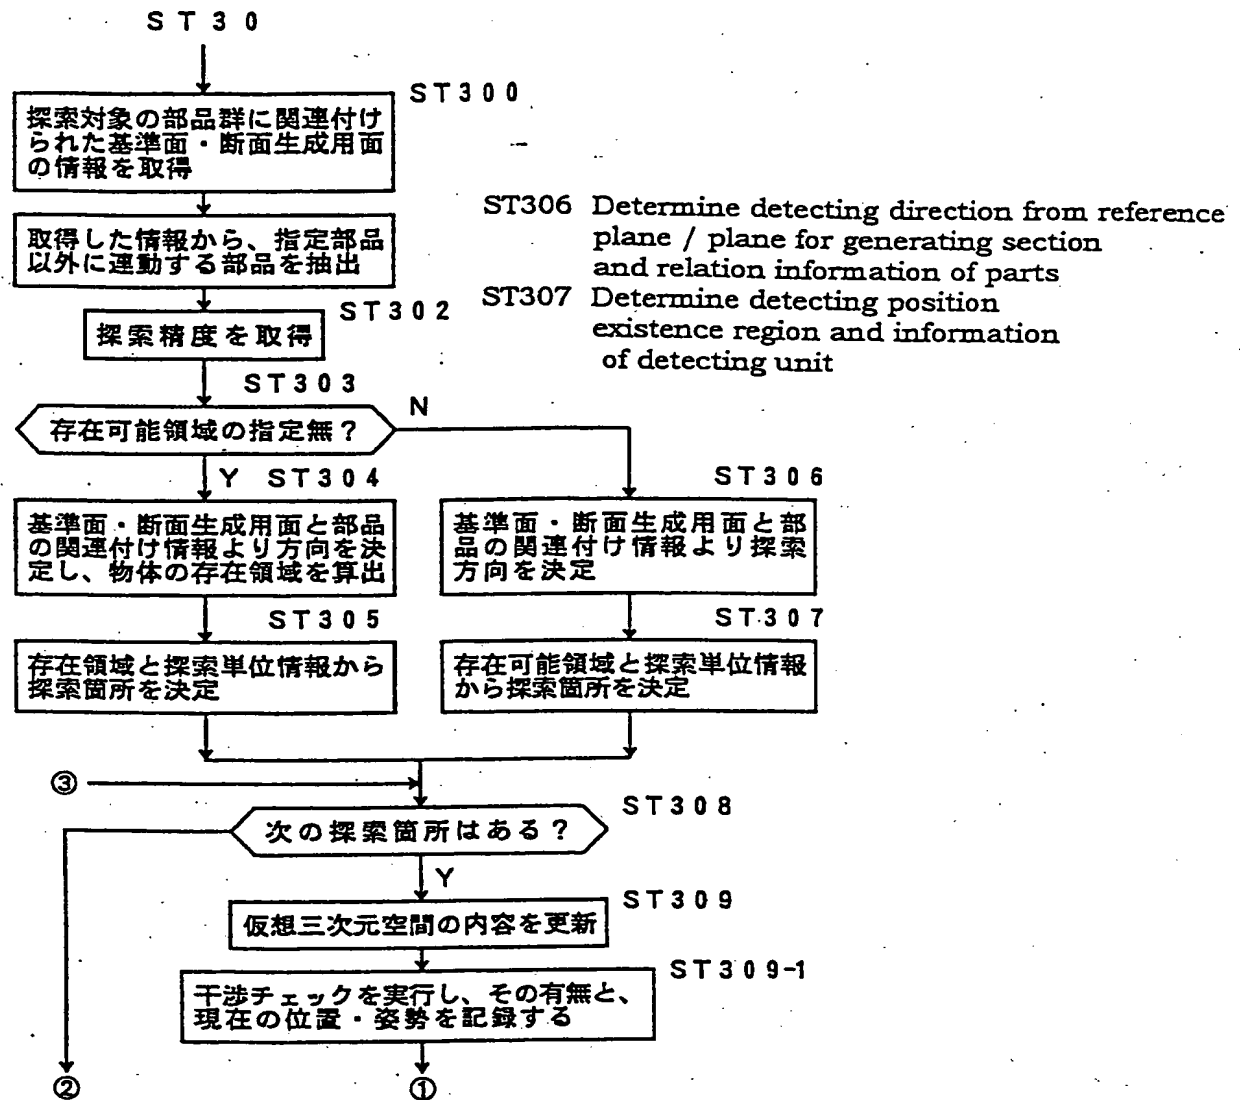 ST30
ST300
探索対象の部品群に関連付け
られた基準面・断面生成用面
の情報を取得
取得した情報から、指定部品
以外に連動する部品を抽出
ST306 Determine detecting direction from reference
plane / plane for generating section
and relation information of parts
ST307 Determine detecting position
existence region and information
of detecting unit
ST302
探索精度を取得
ST303
存在可能領域の指定無？
N
Y ST304
基準面・断面生成用面と部品
の関連付け情報より方向を決
定し、物体の存在領域を算出
ST306
基準面・断面生成用面と部
品の関連付け情報より探索
方向を決定
ST305
存在領域と探索単位情報から
探索箇所を決定
ST307
存在可能領域と探索単位情報
から探索箇所を決定
③
ST308
次の探索箇所はある？
Y
ST309
仮想三次元空間の内容を更新
ST309-1
干渉チェックを実行し、その有無と、
現在の位置・姿勢を記録する
②
①